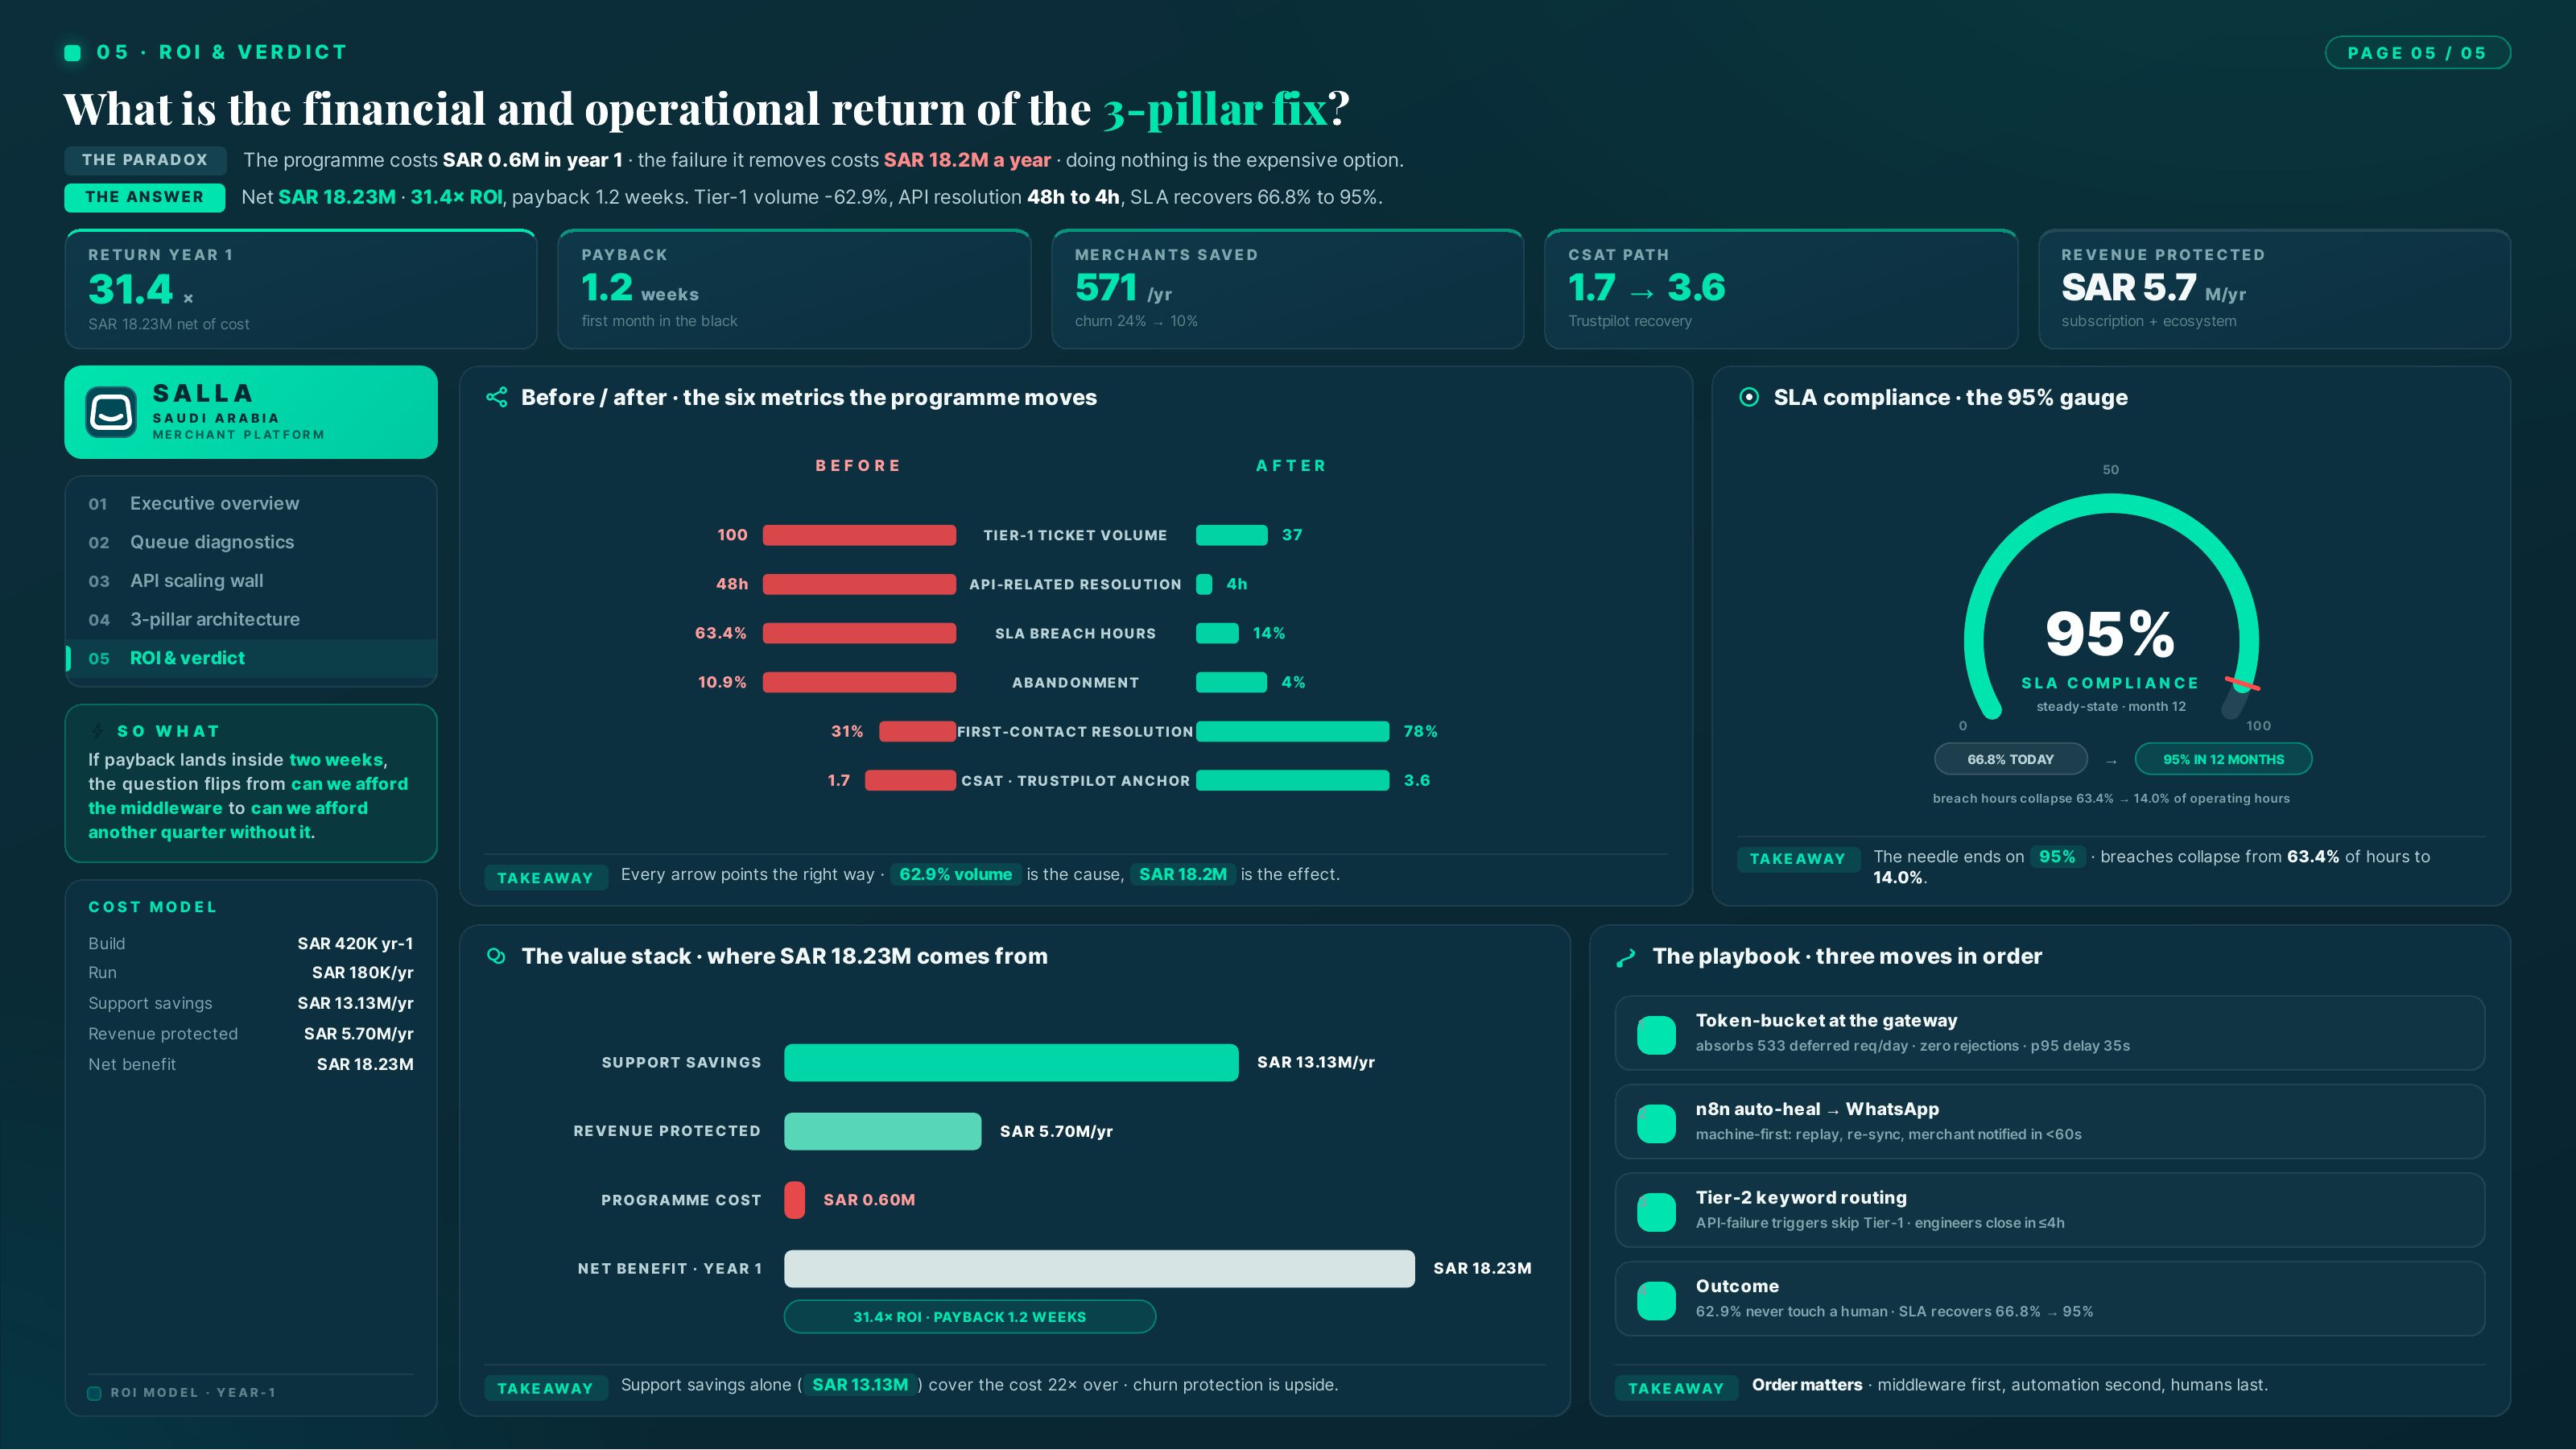 05 · ROI & VERDICT
PAGE 05 / 05
What is the financial and operational return of the 3-pillar fix?
THE PARADOX
The programme costs SAR 0.6M in year 1 · the failure it removes costs SAR 18.2M a year · doing nothing is the expensive option.
THE ANSWER
Net SAR 18.23M · 31.4× ROI, payback 1.2 weeks. Tier-1 volume -62.9%, API resolution 48h to 4h, SLA recovers 66.8% to 95%.
RETURN YEAR 1
31.4 ×
SAR 18.23M net of cost
PAYBACK
1.2 weeks
first month in the black
MERCHANTS SAVED
571 /yr
churn 24% → 10%
CSAT PATH
1.7 → 3.6
Trustpilot recovery
REVENUE PROTECTED
SAR 5.7 M/yr
subscription + ecosystem
SALLA
SAUDI ARABIA
MERCHANT PLATFORM
01 Executive overview
02 Queue diagnostics
03 API scaling wall
04 3-pillar architecture
05 ROI & verdict
SO WHAT
If payback lands inside two weeks,
the question flips from can we afford
the middleware to can we afford
another quarter without it.
COST MODEL
Build SAR 420K yr-1
Run SAR 180K/yr
Support savings SAR 13.13M/yr
Revenue protected SAR 5.70M/yr
Net benefit SAR 18.23M
ROI MODEL · YEAR-1
Before / after · the six metrics the programme moves
BEFORE AFTER
100 TIER-1 TICKET VOLUME 37
48h API-RELATED RESOLUTION 4h
63.4% SLA BREACH HOURS 14%
10.9% ABANDONMENT 4%
31% FIRST-CONTACT RESOLUTION 78%
1.7 CSAT · TRUSTPILOT ANCHOR 3.6
TAKEAWAY Every arrow points the right way · 62.9% volume is the cause, SAR 18.2M is the effect.
SLA compliance · the 95% gauge
50
95%
SLA COMPLIANCE
steady-state · month 12
0 100
66.8% TODAY → 95% IN 12 MONTHS
breach hours collapse 63.4% → 14.0% of operating hours
TAKEAWAY The needle ends on 95% · breaches collapse from 63.4% of hours to
14.0%.
The value stack · where SAR 18.23M comes from
SUPPORT SAVINGS SAR 13.13M/yr
REVENUE PROTECTED SAR 5.70M/yr
PROGRAMME COST SAR 0.60M
NET BENEFIT · YEAR 1 SAR 18.23M
31.4× ROI · PAYBACK 1.2 WEEKS
TAKEAWAY Support savings alone ( SAR 13.13M ) cover the cost 22× over · churn protection is upside.
The playbook · three moves in order
Token-bucket at the gateway
absorbs 533 deferred req/day · zero rejections · p95 delay 35s
n8n auto-heal → WhatsApp
machine-first: replay, re-sync, merchant notified in <60s
Tier-2 keyword routing
API-failure triggers skip Tier-1 · engineers close in ≤4h
Outcome
62.9% never touch a human · SLA recovers 66.8% → 95%
TAKEAWAY Order matters · middleware first, automation second, humans last.